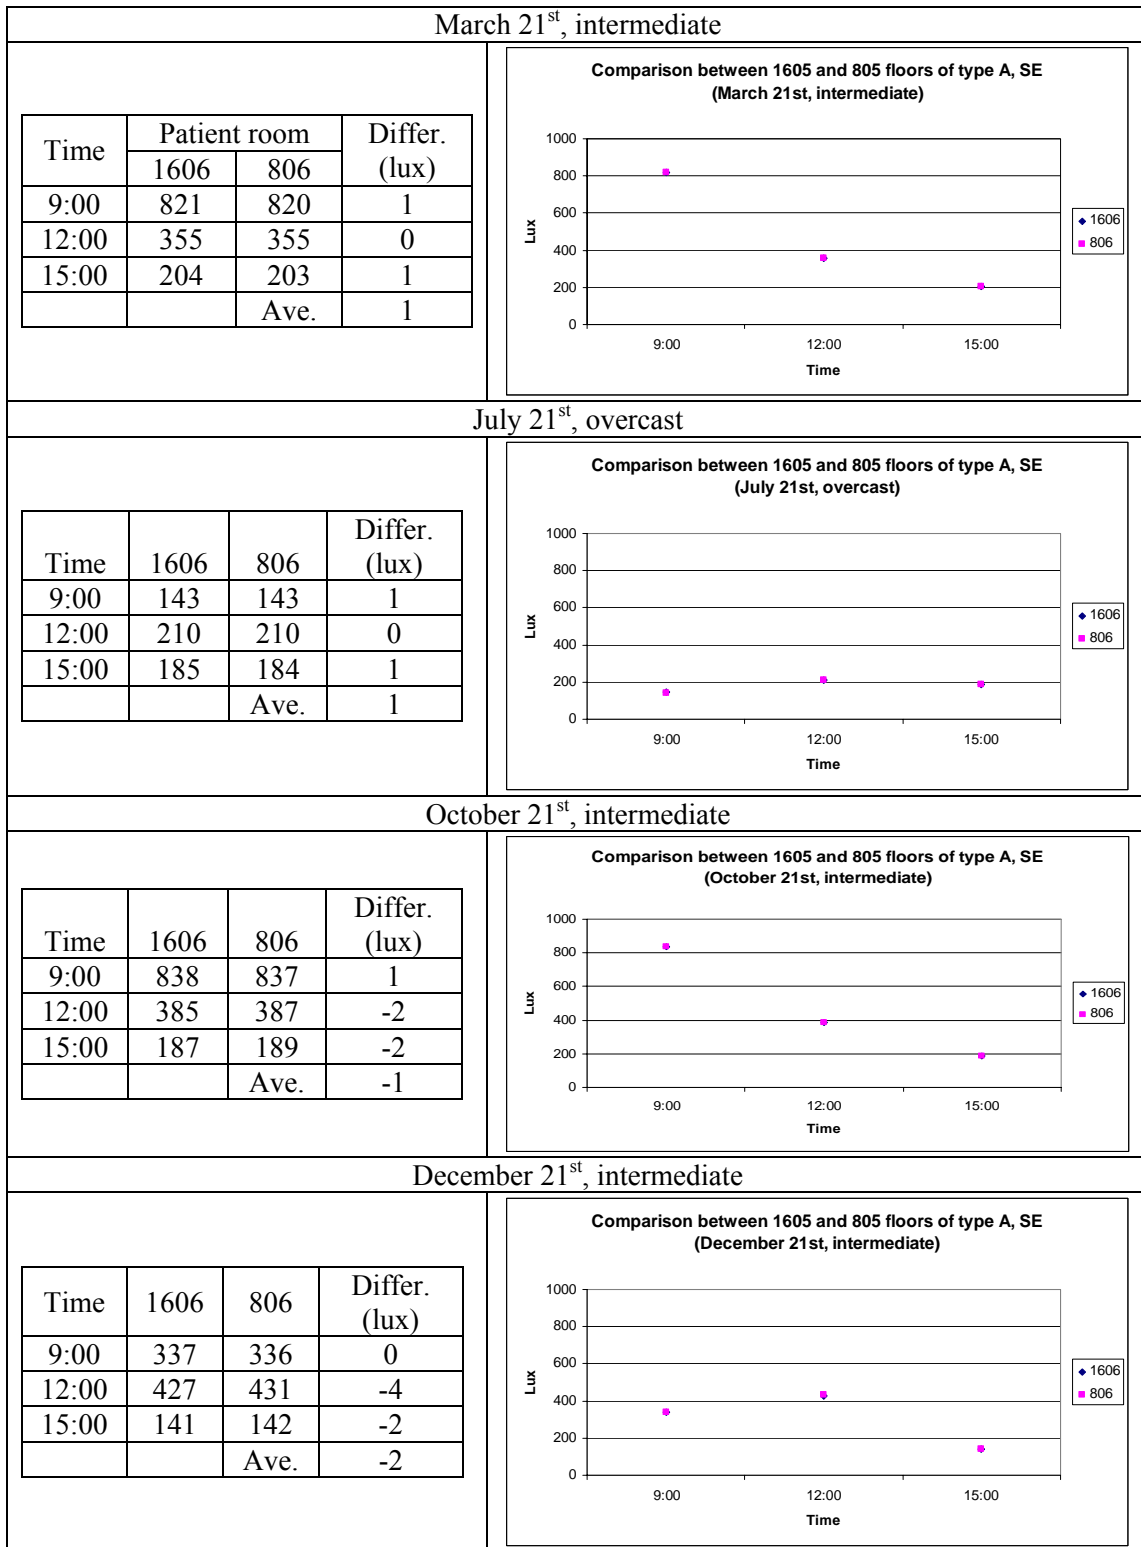 March 21st, intermediate
Time Patient room Differ. (lux)
1606 806
9:00 821 820 1
12:00 355 355 0
15:00 204 203 1
Ave. 1
Comparison between 1605 and 805 floors of type A, SE
(March 21st, intermediate)
1000
800
600
400
200
0
Lux
9:00 12:00 15:00
Time
1606
806
July 21st, overcast
Differ.
Time 1606 806 (lux)
9:00 143 143 1
12:00 210 210 0
15:00 185 184 1
Ave. 1
Comparison between 1605 and 805 floors of type A, SE
(July 21st, overcast)
1000
800
600
400
200
0
Lux
9:00 12:00 15:00
Time
1606
806
October 21st, intermediate
Differ.
Time 1606 806 (lux)
9:00 838 837 1
12:00 385 387 -2
15:00 187 189 -2
Ave. -1
Comparison between 1605 and 805 floors of type A, SE
(October 21st, intermediate)
1000
800
600
400
200
0
Lux
9:00 12:00 15:00
Time
1606
806
December 21st, intermediate
Time 1606 806 Differ. (lux)
9:00 337 336 0
12:00 427 431 -4
15:00 141 142 -2
Ave. -2
Comparison between 1605 and 805 floors of type A, SE
(December 21st, intermediate)
1000
800
600
400
200
0
Lux
9:00 12:00 15:00
Time
1606
806